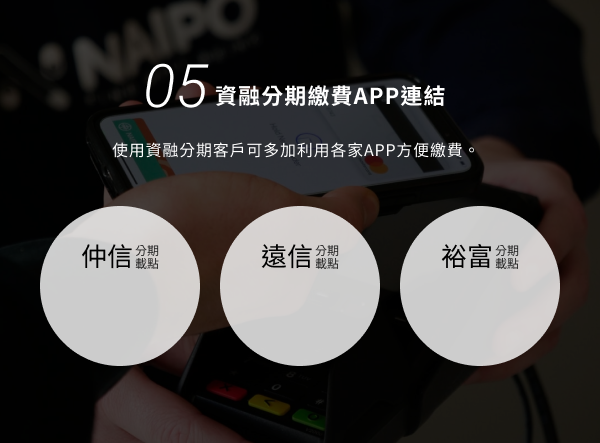 NAIPO
05 資融分期繳費APP連結
使用資融分期客戶可多加利用各家APP方便繳費。
仲信 分期載點
遠信 分期載點
裕富 分期載點